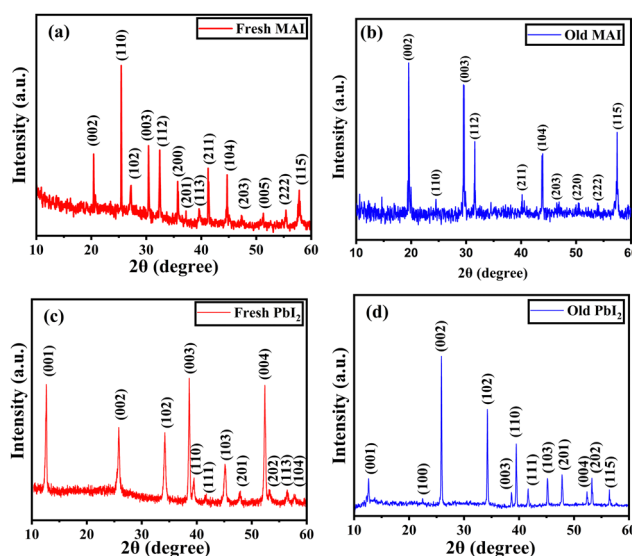 (a)
Fresh MAI
Intensity (a.u.)
(002)
(110)
(102)
(003)
(112)
(200)
(201)
(113)
(211)
(104)
(203)
(005)
(222)
(115)
10 20 30 40 50 60
2θ (degree)
(b)
Old MAI
Intensity (a.u.)
(002)
(110)
(003)
(112)
(211)
(104)
(203)
(220)
(222)
(115)
10 20 30 40 50 60
2θ (degree)
(c)
Fresh PbI₂
Intensity (a.u.)
(001)
(002)
(102)
(003)
(110)
(111)
(103)
(201)
(004)
(202)
(113)
(104)
10 20 30 40 50 60
2θ (degree)
(d)
Old PbI₂
Intensity (a.u.)
(001)
(100)
(002)
(102)
(003)
(110)
(111)
(103)
(201)
(004)
(202)
(115)
10 20 30 40 50 60
2θ (degree)